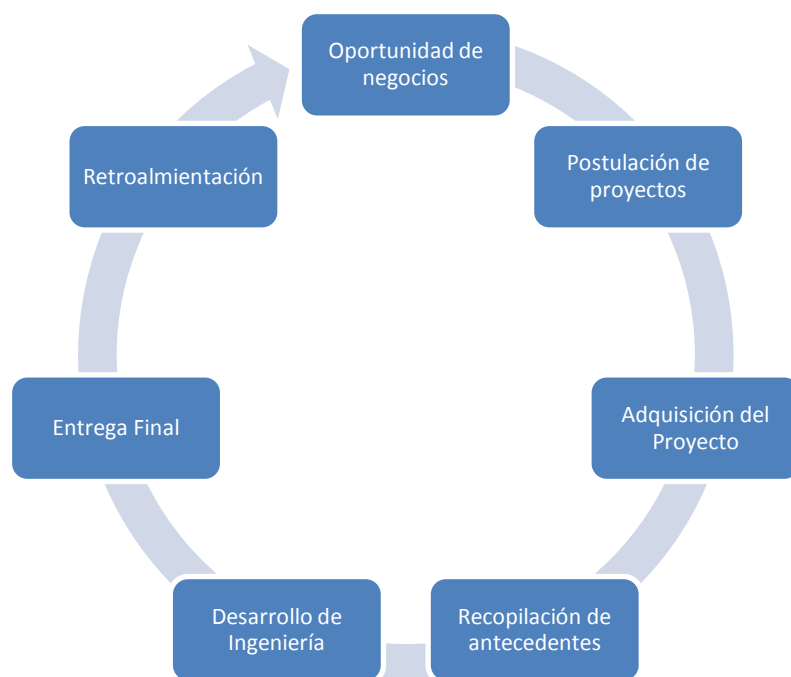 Oportunidad de
negocios
Postulación de
proyectos
Adquisición del
Proyecto
Recopilación de
antecedentes
Desarrollo de
Ingeniería
Entrega Final
Retroalmientación